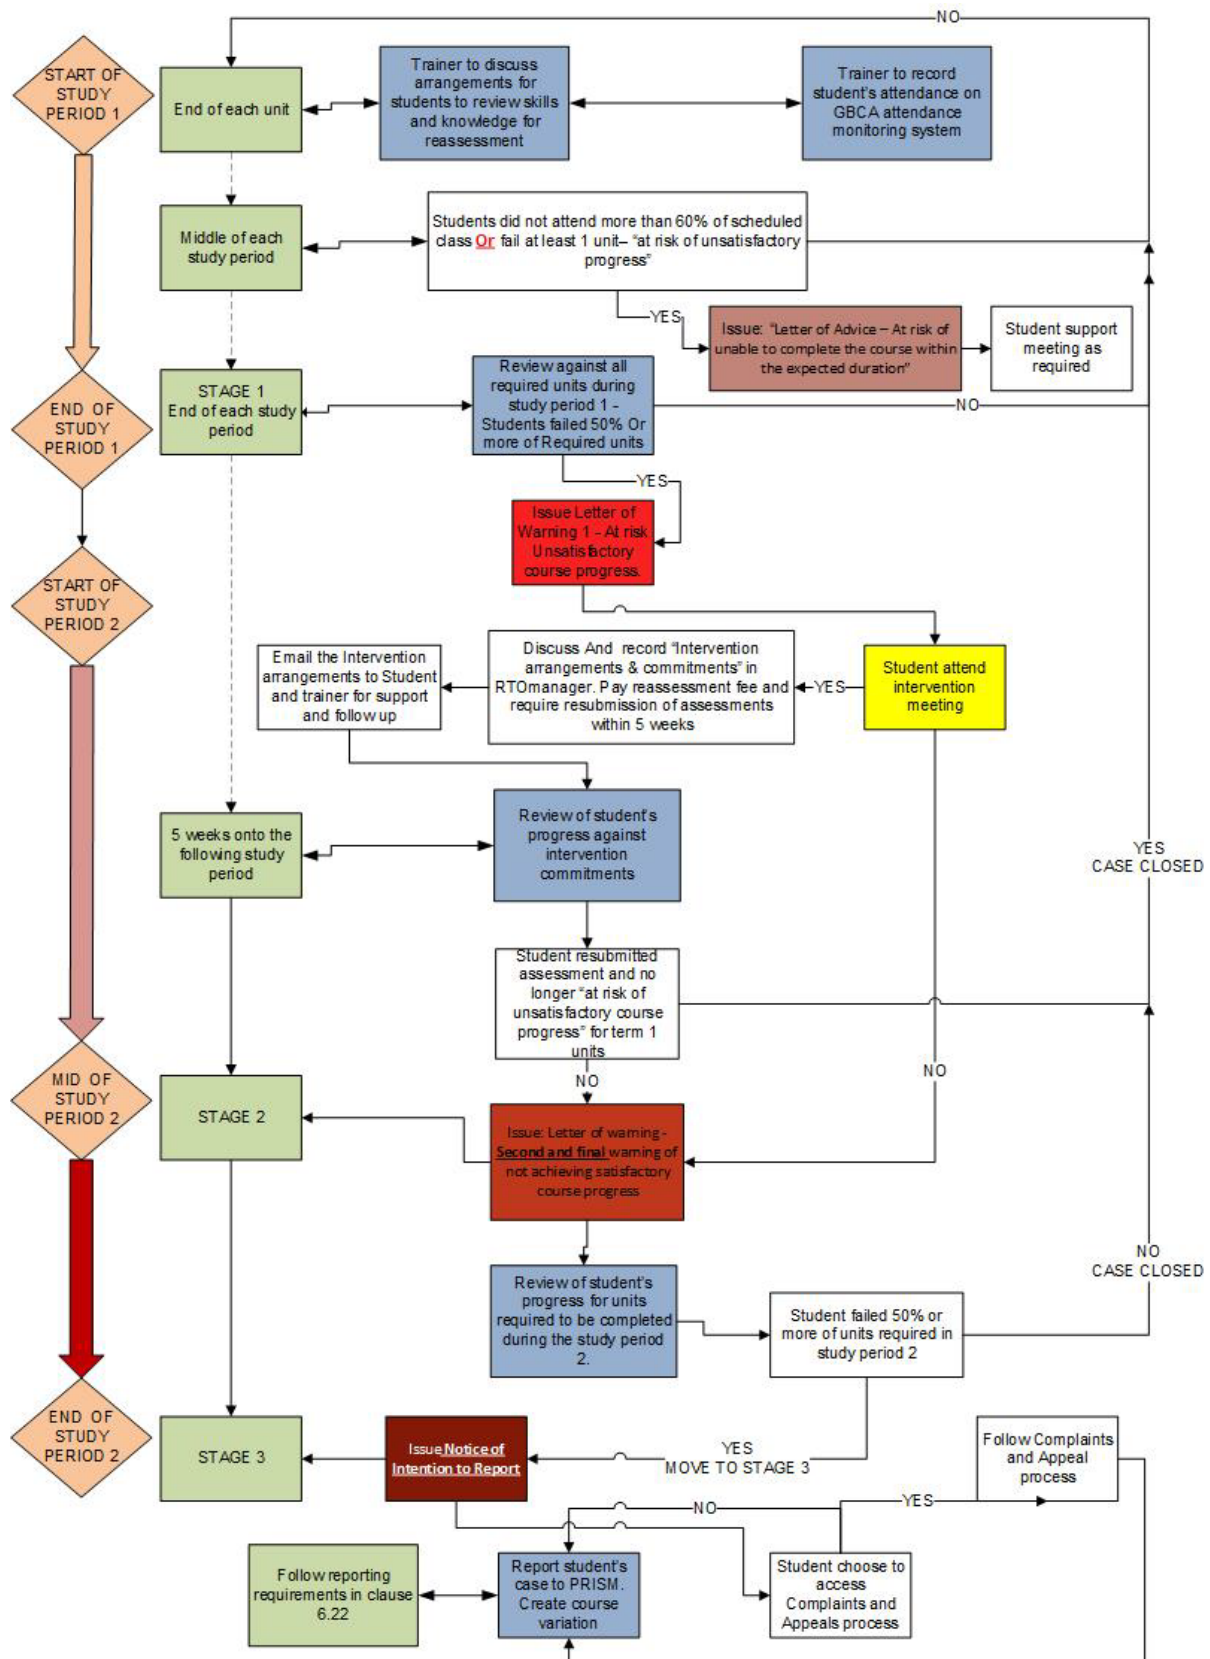 NO
START OF
STUDY
PERIOD 1
End of each unit
Trainer to discuss
arrangements for
students to review skills
and knowledge for
reassessment
Trainer to record
student's attendance on
GBCA attendance
monitoring system
Middle of each
study period
Students did not attend more than 60% of scheduled
class Or fail at least 1 unit– "at risk of unsatisfactory
progress"
YES
Issue: "Letter of Advice – At risk of
unable to complete the course within
the expected duration"
Student support
meeting as
required
END OF
STUDY
PERIOD 1
STAGE 1
End of each study
period
Review against all
required units during
study period 1 -
Students failed 50% Or
more of Required units
NO
YES
Issue Letter of
Warning 1 - At risk
Unsatisfactory
course progress.
START OF
STUDY
PERIOD 2
Email the Intervention
arrangements to Student
and trainer for support
and follow up
Discuss And record "Intervention
arrangements & commitments" in
RTOmanager. Pay reassessment fee and
require resubmission of assessments
within 5 weeks
YES
Student attend
intervention
meeting
5 weeks onto the
following study
period
Review of student's
progress against
intervention
commitments
YES
CASE CLOSED
Student resubmitted
assessment and no
longer "at risk of
unsatisfactory course
progress" for term 1
units
NO
NO
MID OF
STUDY
PERIOD 2
STAGE 2
Issue: Letter of warning -
Second and final warning of
not achieving satisfactory
course progress
Review of student's
progress for units
required to be completed
during the study period
2.
Student failed 50% or
more of units required in
study period 2
NO
CASE CLOSED
END OF
STUDY
PERIOD 2
STAGE 3
Issue Notice of
Intention to Report
YES
MOVE TO STAGE 3
Follow Complaints
and Appeal
process
NO
YES
Follow reporting
requirements in clause
6.22
Report student's
case to PRISM.
Create course
variation
Student choose to
access
Complaints and
Appeals process